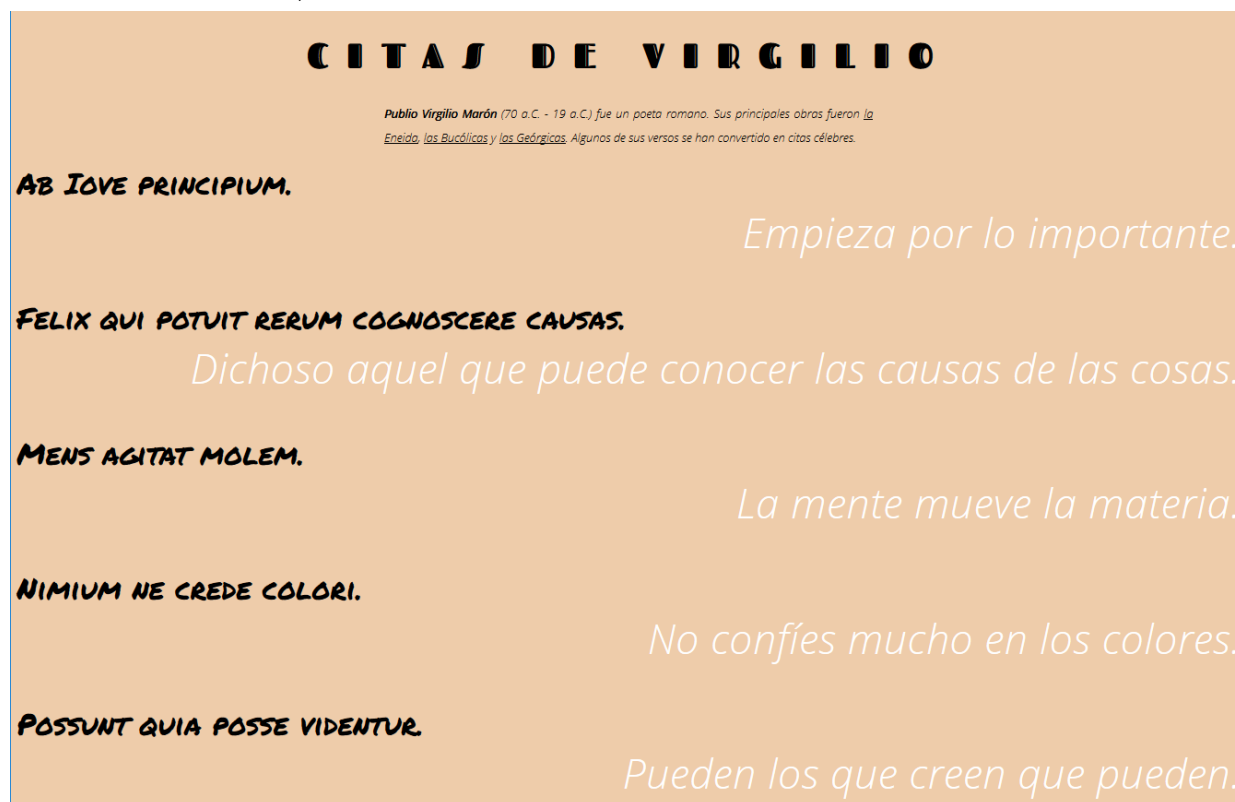 CITAS DE VIRGILIO
Publio Virgilio Marón (70 a.C. - 19 a.C.) fue un poeta romano. Sus principales obras fueron la
Eneida, las Bucólicas y las Geórgicas. Algunos de sus versos se han convertido en citas célebres.
Ab Iove principium.
Empieza por lo importante.
Felix qui potuit rerum cognoscere causas.
Dichoso aquel que puede conocer las causas de las cosas.
Mens agitat molem.
La mente mueve la materia.
Nimium ne crede colori.
No confíes mucho en los colores.
Possunt quia posse videntur.
Pueden los que creen que pueden.